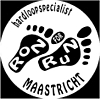 hardloopspecialist
RON FOR RUN
MAASTRICHT